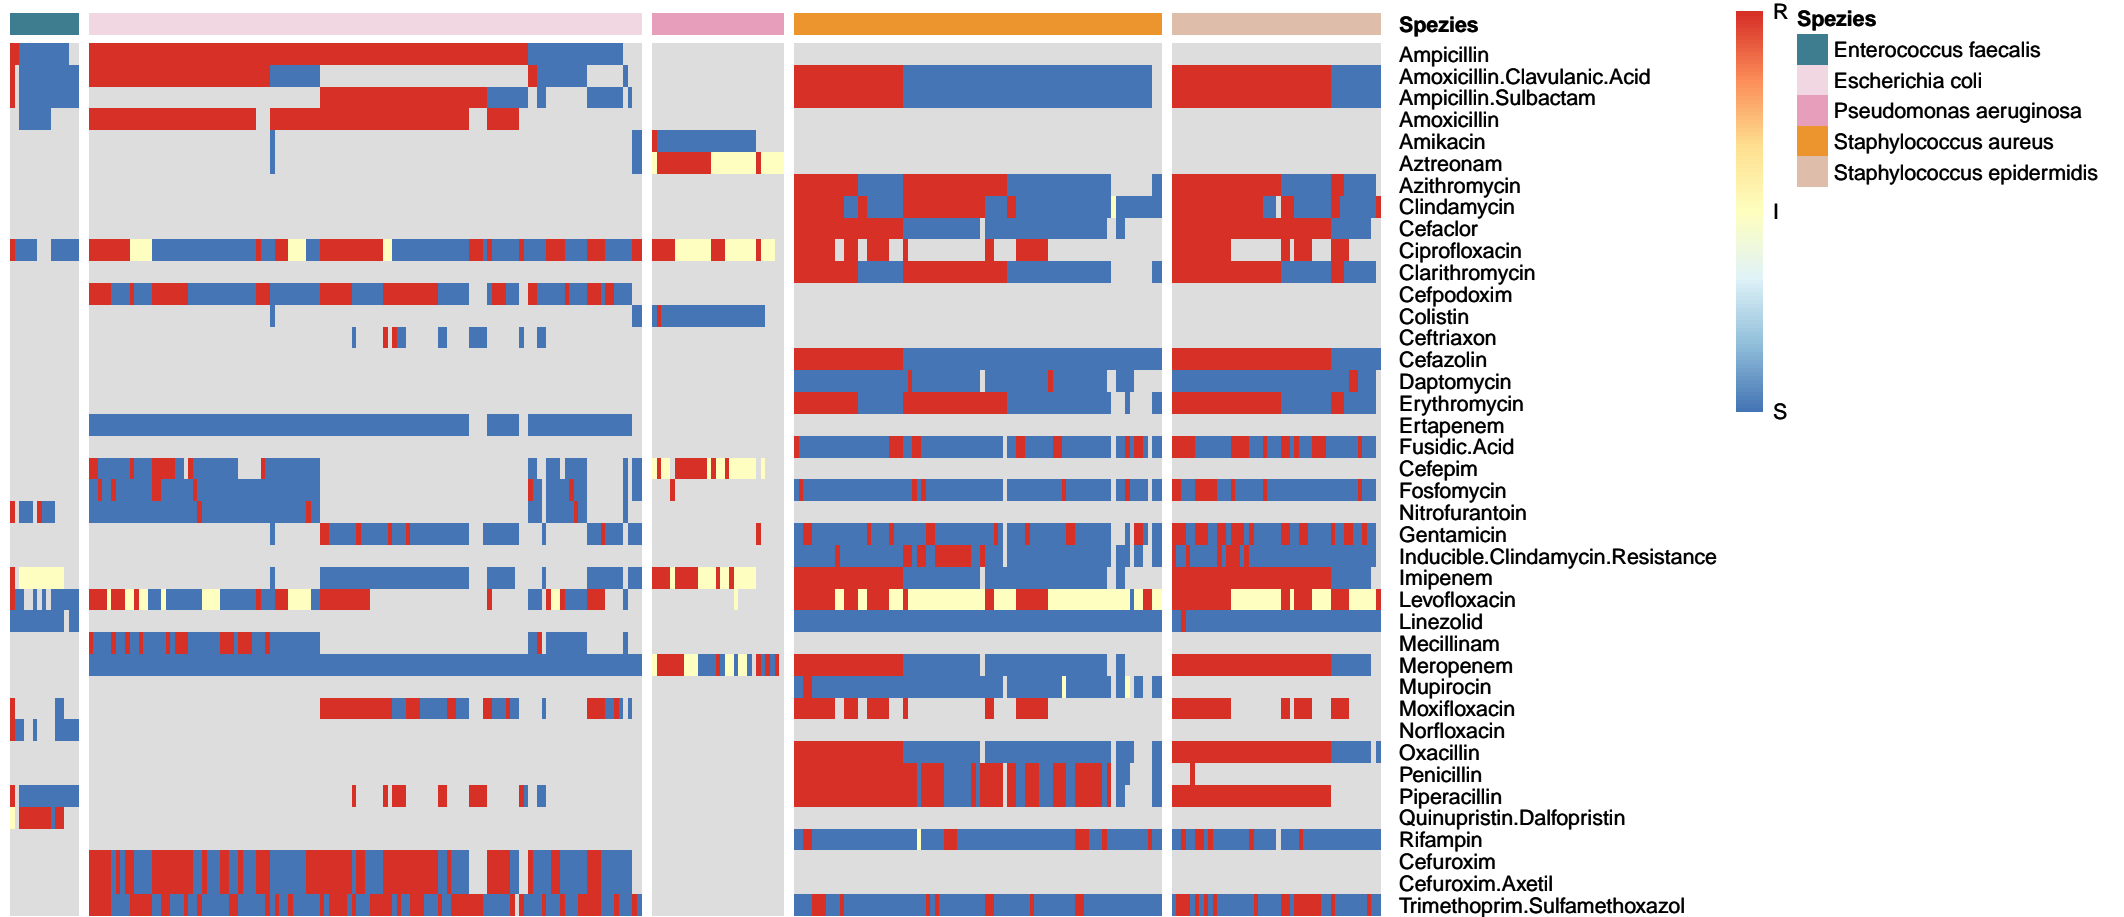 Spezies
Ampicillin
Amoxicillin.Clavulanic.Acid
Ampicillin.Sulbactam
Amoxicillin
Amikacin
Aztreonam
Azithromycin
Clindamycin
Cefaclor
Ciprofloxacin
Clarithromycin
Cefpodoxim
Colistin
Ceftriaxon
Cefazolin
Daptomycin
Erythromycin
Ertapenem
Fusidic.Acid
Cefepim
Fosfomycin
Nitrofurantoin
Gentamicin
Inducible.Clindamycin.Resistance
Imipenem
Levofloxacin
Linezolid
Mecillinam
Meropenem
Mupirocin
Moxifloxacin
Norfloxacin
Oxacillin
Penicillin
Piperacillin
Quinupristin.Dalfopristin
Rifampin
Cefuroxim
Cefuroxim.Axetil
Trimethoprim.Sulfamethoxazol
R
I
S
Spezies
Enterococcus faecalis
Escherichia coli
Pseudomonas aeruginosa
Staphylococcus aureus
Staphylococcus epidermidis